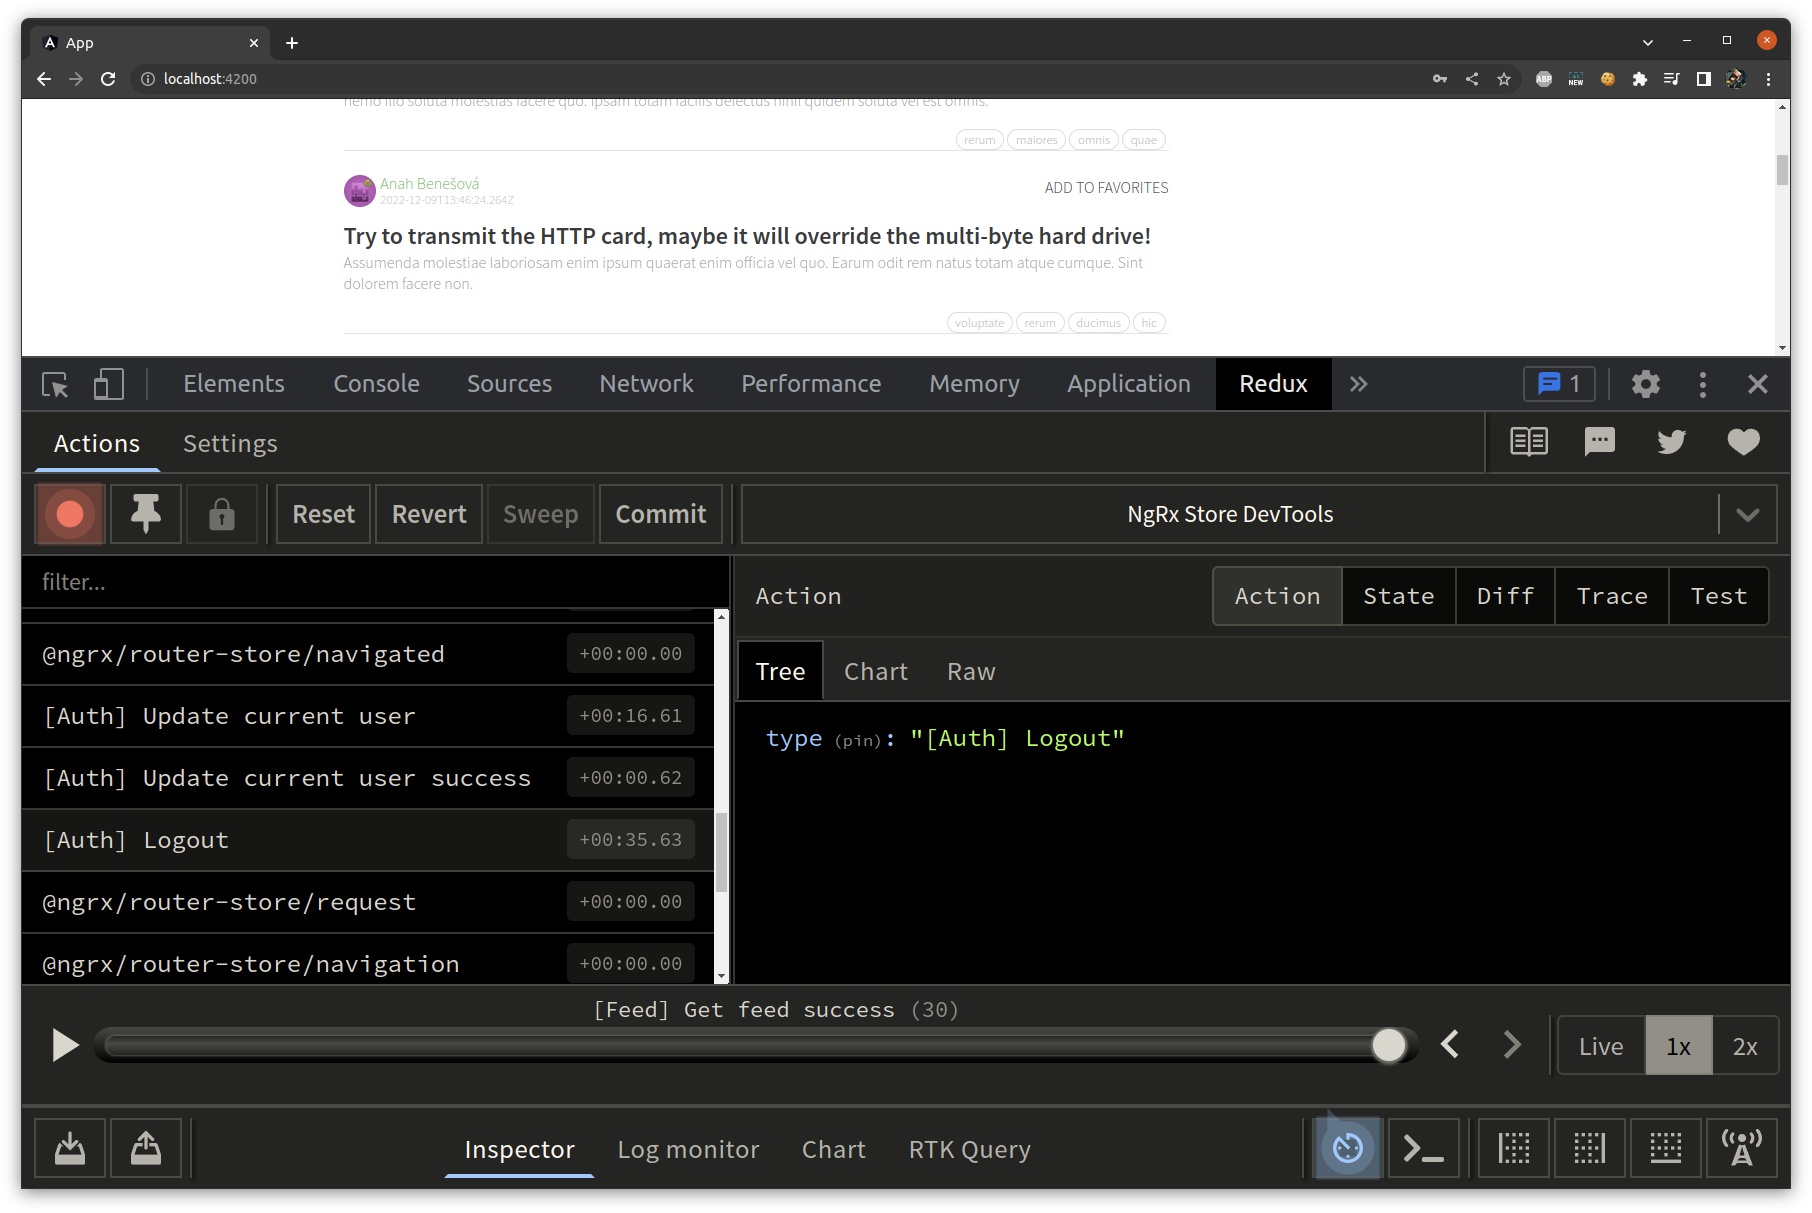 App
localhost:4200
ABP
NEW
nemo illo soluta molestias facere quo. Ipsam totam facilis delectus nihil quidem soluta vel est omnis.
rerum maiores omnis quae
Anah Benešová
2022-12-09T13:46:24.264Z
ADD TO FAVORITES
Try to transmit the HTTP card, maybe it will override the multi-byte hard drive!
Assumenda molestiae laboriosam enim ipsum quaerat enim officia vel quo. Earum odit rem natus totam atque cumque. Sint
dolorem facere non.
voluptate rerum ducimus hic
Elements Console Sources Network Performance Memory Application Redux » 1
Actions Settings
Reset Revert Sweep Commit NgRx Store DevTools
filter...
Action Action State Diff Trace Test
@ngrx/router-store/navigated +00:00.00
Tree Chart Raw
[Auth] Update current user +00:16.61
type (pin): "[Auth] Logout"
[Auth] Update current user success +00:00.62
[Auth] Logout +00:35.63
@ngrx/router-store/request +00:00.00
@ngrx/router-store/navigation +00:00.00
[Feed] Get feed success (30)
Live 1x 2x
Inspector Log monitor Chart RTK Query